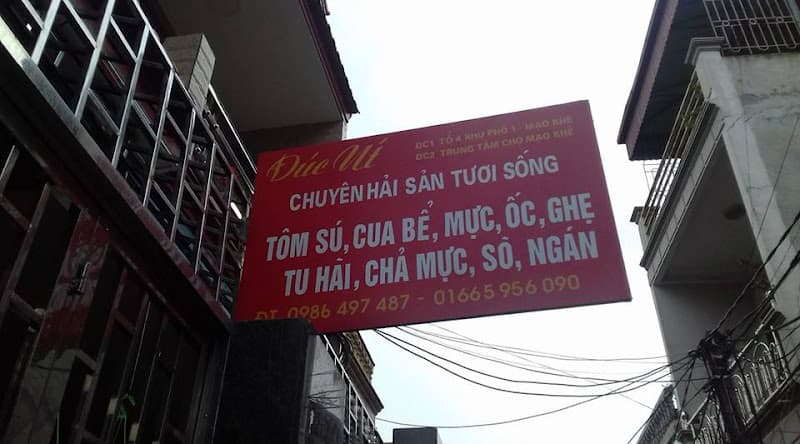 Đức Uí
ĐC1 TỔ 4 KHU PHỐ 1 - MẠO KHÊ
ĐC2 TRUNG TÂM CHỢ MẠO KHÊ
CHUYÊN HẢI SẢN TƯƠI SỐNG
TÔM SÚ, CUA BỂ, MỰC, ỐC, GHẸ
TU HÀI, CHẢ MỰC, SÒ, NGÁN
ĐT. 0986 497 487 - 01665 956 090